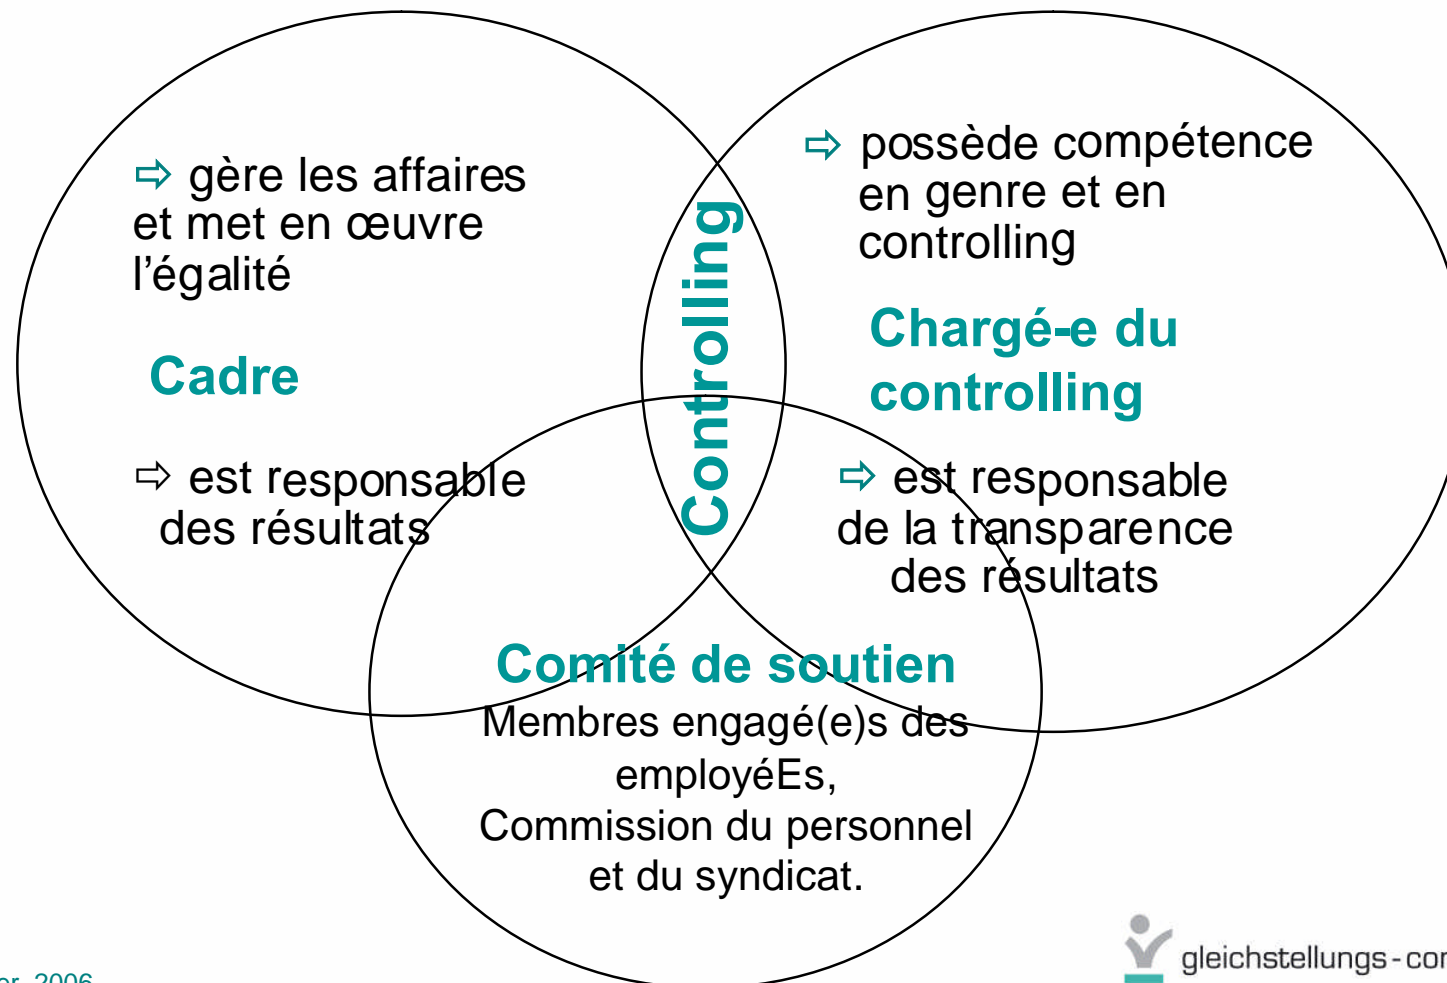 ⇨ gère les affaires
et met en œuvre
l'égalité
Cadre
⇨ est responsable
des résultats
Controlling
⇨ possède compétence
en genre et en
controlling
Chargé-e du
controlling
⇨ est responsable
de la transparence
des résultats
Comité de soutien
Membres engagé(e)s des
employéEs,
Commission du personnel
et du syndicat.
2006
gleichstellungs-con